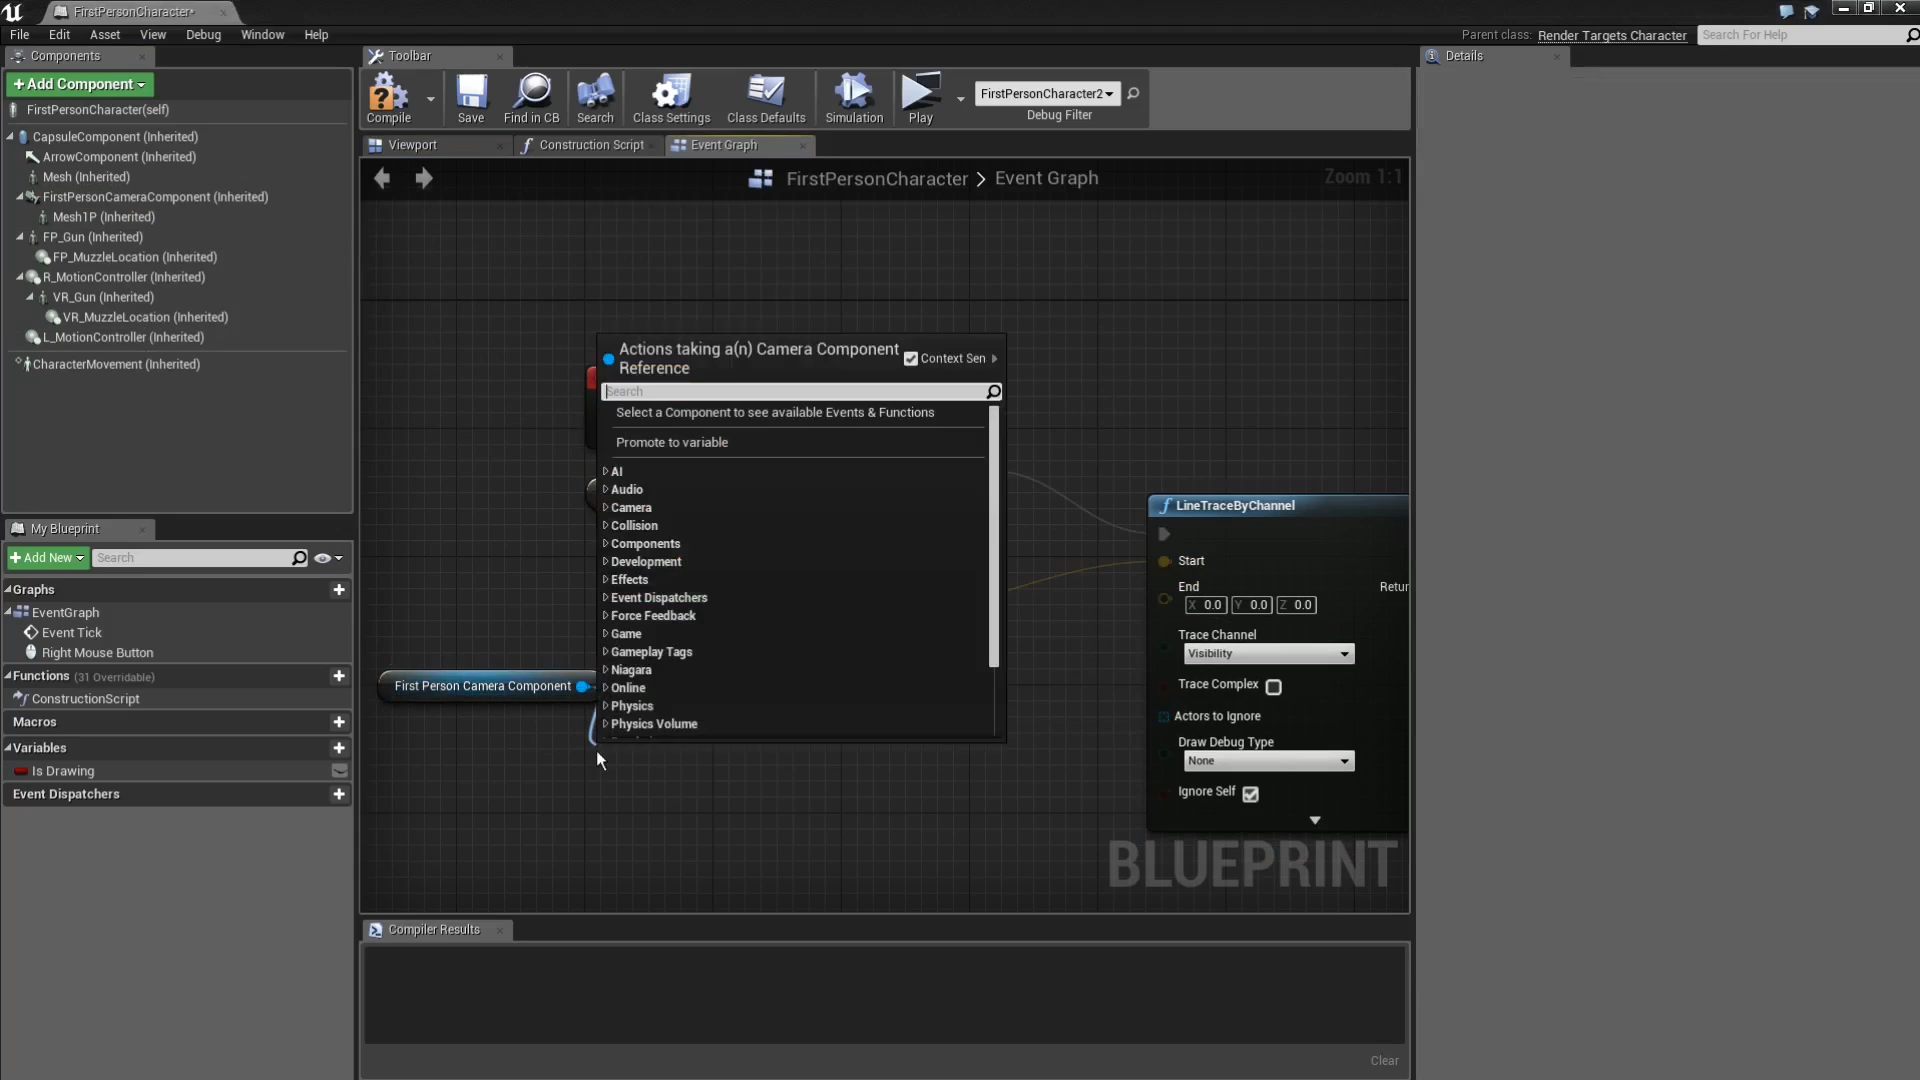 FirstPersonCharacter*
File Edit Asset View Debug Window Help
Parent class: Render Targets Character
Search For Help
Components
+Add Component
FirstPersonCharacter(self)
CapsuleComponent (Inherited)
ArrowComponent (Inherited)
Mesh (Inherited)
FirstPersonCameraComponent (Inherited)
Mesh1P (Inherited)
FP_Gun (Inherited)
FP_MuzzleLocation (Inherited)
R_MotionController (Inherited)
VR_Gun (Inherited)
VR_MuzzleLocation (Inherited)
L_MotionController (Inherited)
CharacterMovement (Inherited)
My Blueprint
+Add New
Search
Graphs
EventGraph
Event Tick
Right Mouse Button
Functions (31 Overridable)
ConstructionScript
Macros
Variables
Is Drawing
Event Dispatchers
Toolbar
Compile
Save
Find in CB
Search
Class Settings
Class Defaults
Simulation
Play
FirstPersonCharacter2
Debug Filter
Viewport
Construction Script
Event Graph
FirstPersonCharacter > Event Graph
Zoom 1:1
Actions taking a(n) Camera Component
Reference
Context Sen
Search
Select a Component to see available Events & Functions
Promote to variable
AI
Audio
Camera
Collision
Components
Development
Effects
Event Dispatchers
Force Feedback
Game
Gameplay Tags
Niagara
Online
Physics
Physics Volume
First Person Camera Component
f LineTraceByChannel
Start
End
X 0.0 Y 0.0 Z 0.0
Retur
Trace Channel
Visibility
Trace Complex
Actors to Ignore
Draw Debug Type
None
Ignore Self
BLUEPRINT
Compiler Results
Clear
Details